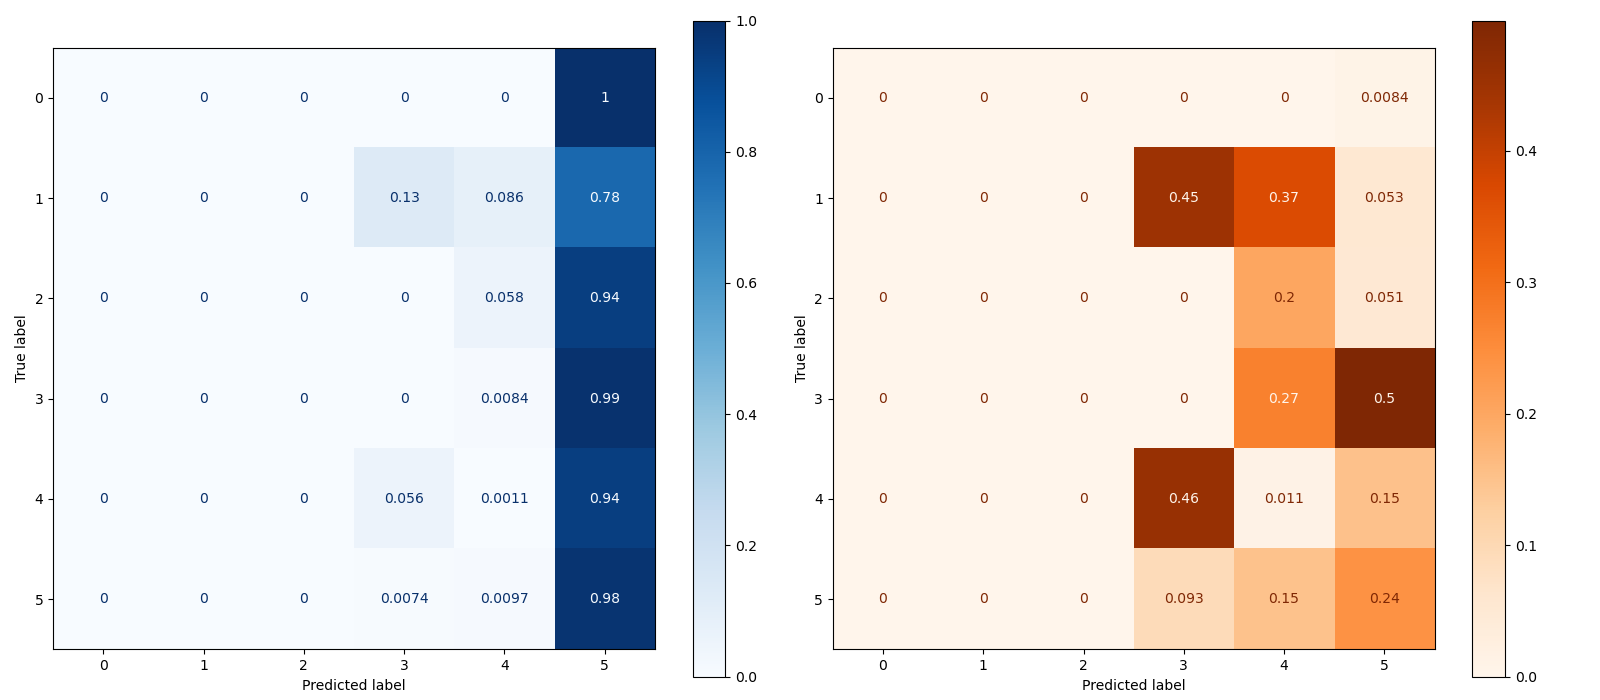 1.0
0 0 0 0 0 0 1
0 0 0 0 0 0 0.0084
0.8
0.4
1 0 0 0 0.13 0.086 0.78
1 0 0 0 0.45 0.37 0.053
0.6
0.3
2 0 0 0 0 0.058 0.94
2 0 0 0 0 0.2 0.051
True label
True label
3 0 0 0 0 0.0084 0.99
3 0 0 0 0 0.27 0.5
0.4
0.2
4 0 0 0 0.056 0.0011 0.94
4 0 0 0 0.46 0.011 0.15
0.2
0.1
5 0 0 0 0.0074 0.0097 0.98
5 0 0 0 0.093 0.15 0.24
0.0
0.0
0 1 2 3 4 5
0 1 2 3 4 5
Predicted label
Predicted label